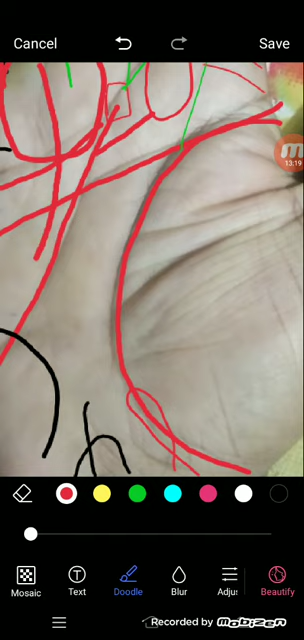 Cancel
Save
13:19
Mosaic
Text
Doodle
Blur
Adju
Beautify
Recorded by mobizen